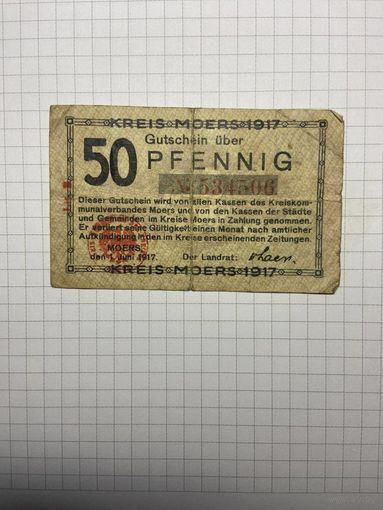 KREIS MOERS 1917
Gutschein über
50 PFENNIG
№ 534506
Dieser Gutschein wird von allen Kassen des Kreiskom-
munalverbandes Moers und von den Kassen der Städte
und Gemeinden im Kreise Moers in Zahlung genommen.
Er verliert seine Gültigkeit einen Monat nach amtlicher
Aufkündigung in den im Kreise erscheinenden Zeitungen.
MOERS
den 1. Juni 1917. Der Landrat:
KREIS MOERS 1917